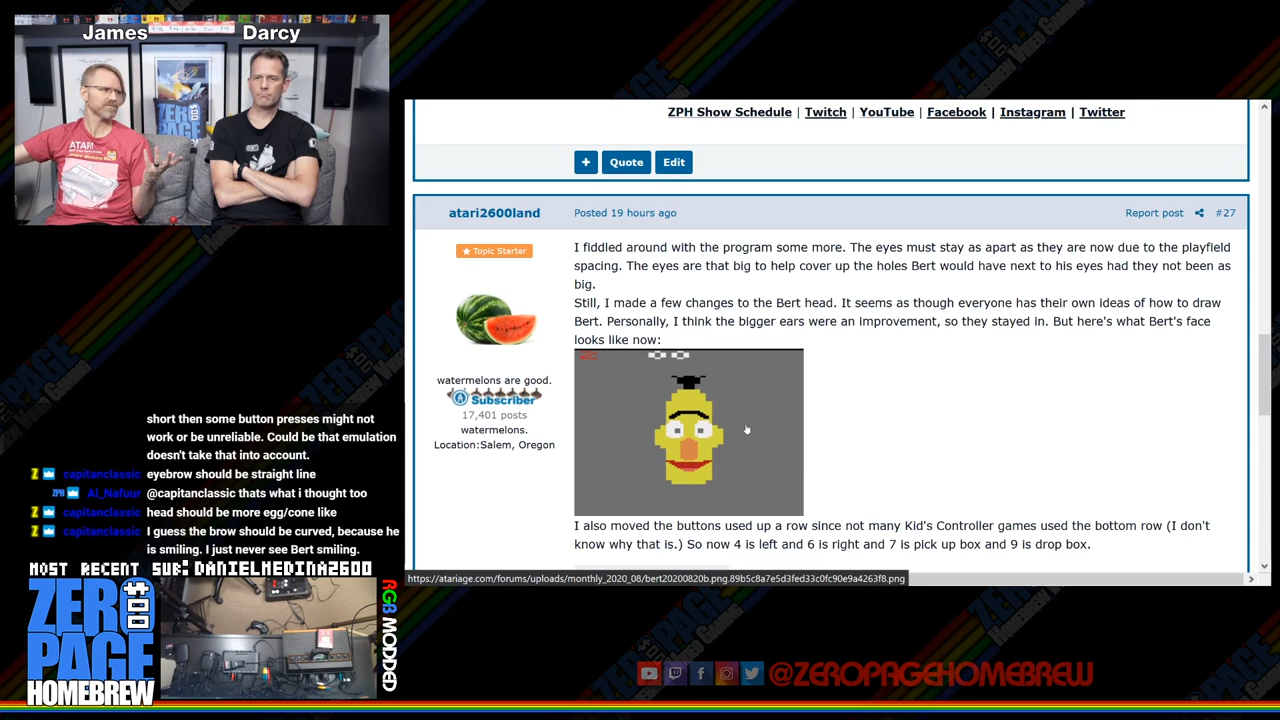 James
Darcy
ATARI
ZERO
PAGE
$00
ZPH Show Schedule | Twitch | YouTube | Facebook | Instagram | Twitter
+
Quote
Edit
atari2600land
Posted 19 hours ago
Report post
#27
Topic Starter
I fiddled around with the program some more. The eyes must stay as apart as they are now due to the playfield
spacing. The eyes are that big to help cover up the holes Bert would have next to his eyes had they not been as
big.
Still, I made a few changes to the Bert head. It seems as though everyone has their own ideas of how to draw
Bert. Personally, I think the bigger ears were an improvement, so they stayed in. But here's what Bert's face
looks like now:
watermelons are good.
Subscriber
17,401 posts
watermelons.
Location:Salem, Oregon
I also moved the buttons used up a row since not many Kid's Controller games used the bottom row (I don't
know why that is.) So now 4 is left and 6 is right and 7 is pick up box and 9 is drop box.
https://atariage.com/forums/uploads/monthly_2020_08/bert20200820b.png.89b5c8a7e5d3fed33c0fc90e9a4263f8.png
short then some button presses might not
work or be unreliable. Could be that emulation
doesn't take that into account.
Z capitanclassic eyebrow should be straight line
ZPH Al_Nafuur @capitanclassic thats what i thought too
Z capitanclassic head should be more egg/cone like
Z capitanclassic I guess the brow should be curved, because he
is smiling. I just never see Bert smiling.
MOST RECENT SUB: DANIELMEDINA2600
ZERO
PAGE
$00
HOMEBREW
RGB MODDED
@ZEROPAGEHOMEBREW